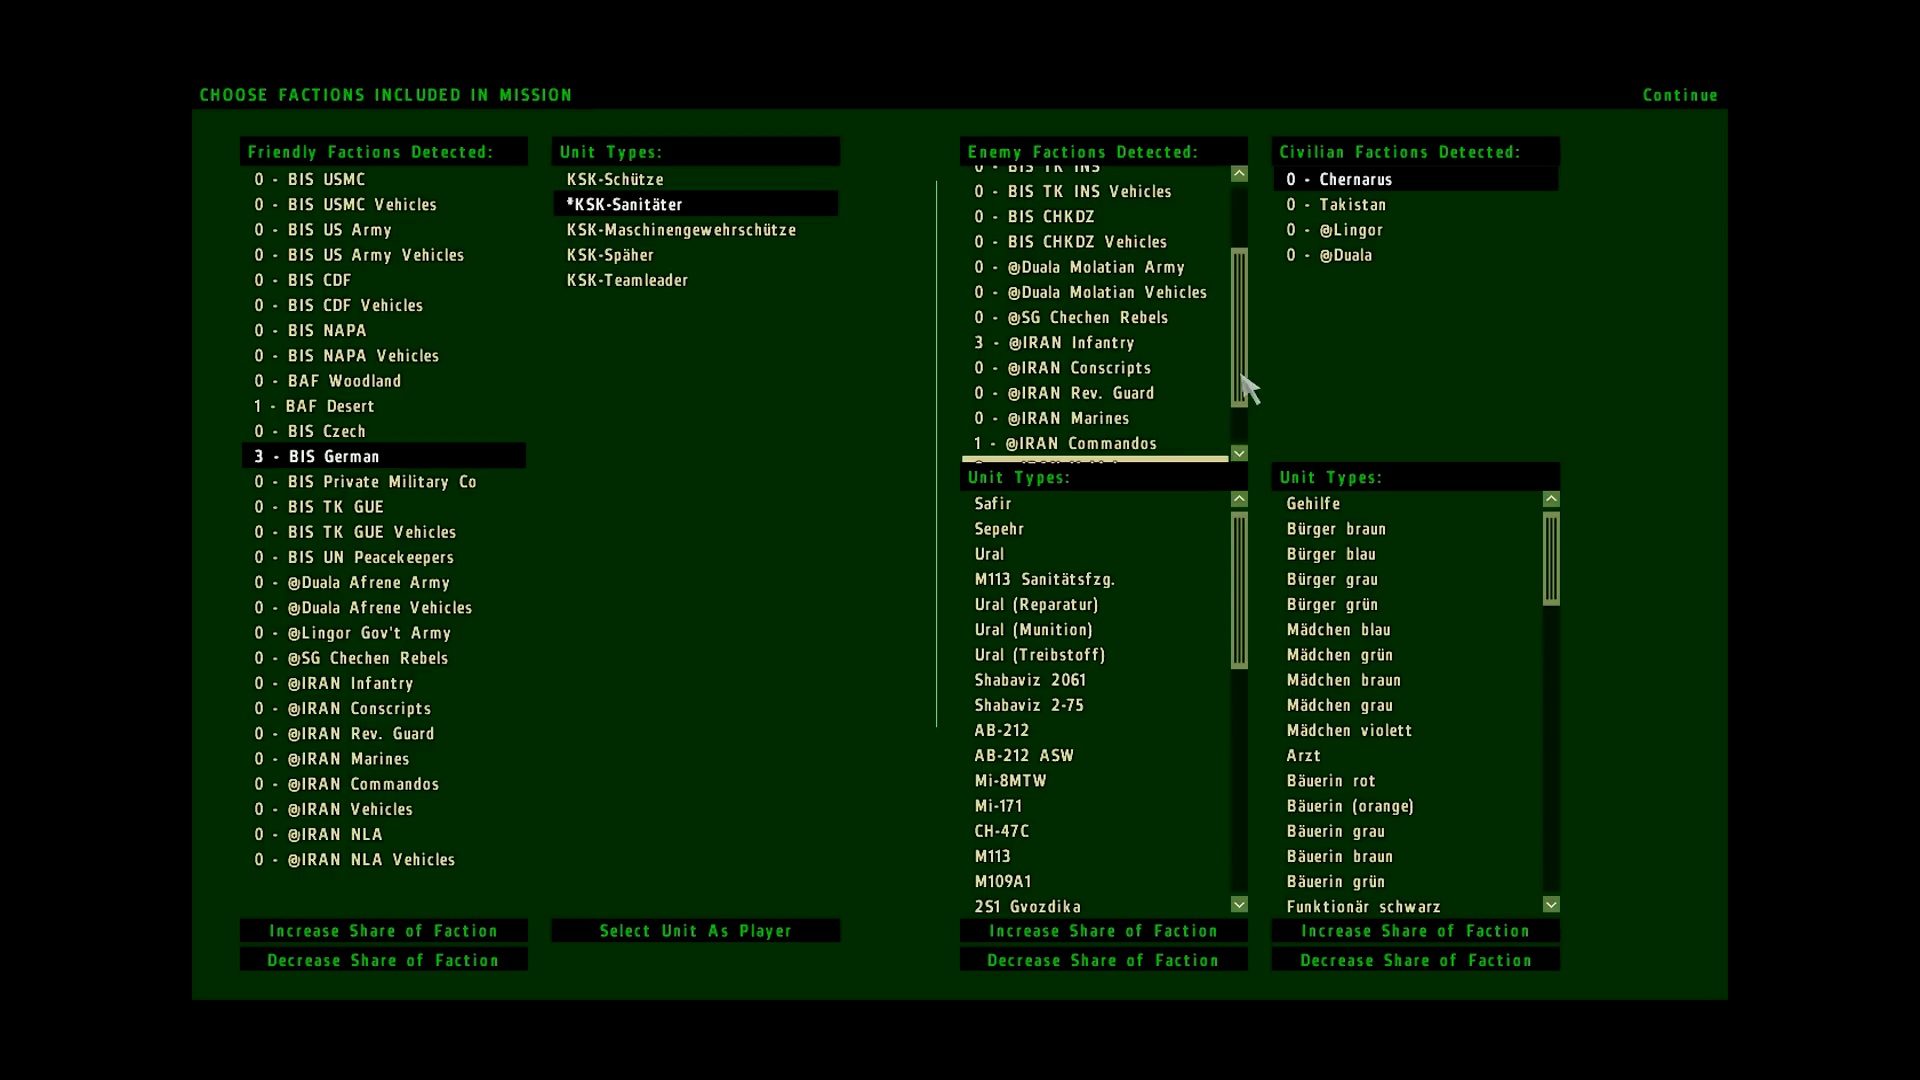 CHOOSE FACTIONS INCLUDED IN MISSION
Continue
Friendly Factions Detected:
0 - BIS USMC
0 - BIS USMC Vehicles
0 - BIS US Army
0 - BIS US Army Vehicles
0 - BIS CDF
0 - BIS CDF Vehicles
0 - BIS NAPA
0 - BIS NAPA Vehicles
0 - BAF Woodland
1 - BAF Desert
0 - BIS Czech
3 - BIS German
0 - BIS Private Military Co
0 - BIS TK GUE
0 - BIS TK GUE Vehicles
0 - BIS UN Peacekeepers
0 - @Duala Afrene Army
0 - @Duala Afrene Vehicles
0 - @Lingor Gov't Army
0 - @SG Chechen Rebels
0 - @IRAN Infantry
0 - @IRAN Conscripts
0 - @IRAN Rev. Guard
0 - @IRAN Marines
0 - @IRAN Commandos
0 - @IRAN Vehicles
0 - @IRAN NLA
0 - @IRAN NLA Vehicles
Increase Share of Faction
Decrease Share of Faction
Unit Types:
KSK-Schütze
*KSK-Sanitäter
KSK-Maschinengewehrschütze
KSK-Späher
KSK-Teamleader
Select Unit As Player
Enemy Factions Detected:
0 - BIS TK INS
0 - BIS TK INS Vehicles
0 - BIS CHKDZ
0 - BIS CHKDZ Vehicles
0 - @Duala Molatian Army
0 - @Duala Molatian Vehicles
0 - @SG Chechen Rebels
3 - @IRAN Infantry
0 - @IRAN Conscripts
0 - @IRAN Rev. Guard
0 - @IRAN Marines
1 - @IRAN Commandos
Unit Types:
Safir
Sepehr
Ural
M113 Sanitätsfzg.
Ural (Reparatur)
Ural (Munition)
Ural (Treibstoff)
Shabaviz 2061
Shabaviz 2-75
AB-212
AB-212 ASW
Mi-8MTW
Mi-171
CH-47C
M113
M109A1
2S1 Gvozdika
Increase Share of Faction
Decrease Share of Faction
Civilian Factions Detected:
0 - Chernarus
0 - Takistan
0 - @Lingor
0 - @Duala
Unit Types:
Gehilfe
Bürger braun
Bürger blau
Bürger grau
Bürger grün
Mädchen blau
Mädchen grün
Mädchen braun
Mädchen grau
Mädchen violett
Arzt
Bäuerin rot
Bäuerin (orange)
Bäuerin grau
Bäuerin braun
Bäuerin grün
Funktionär schwarz
Increase Share of Faction
Decrease Share of Faction